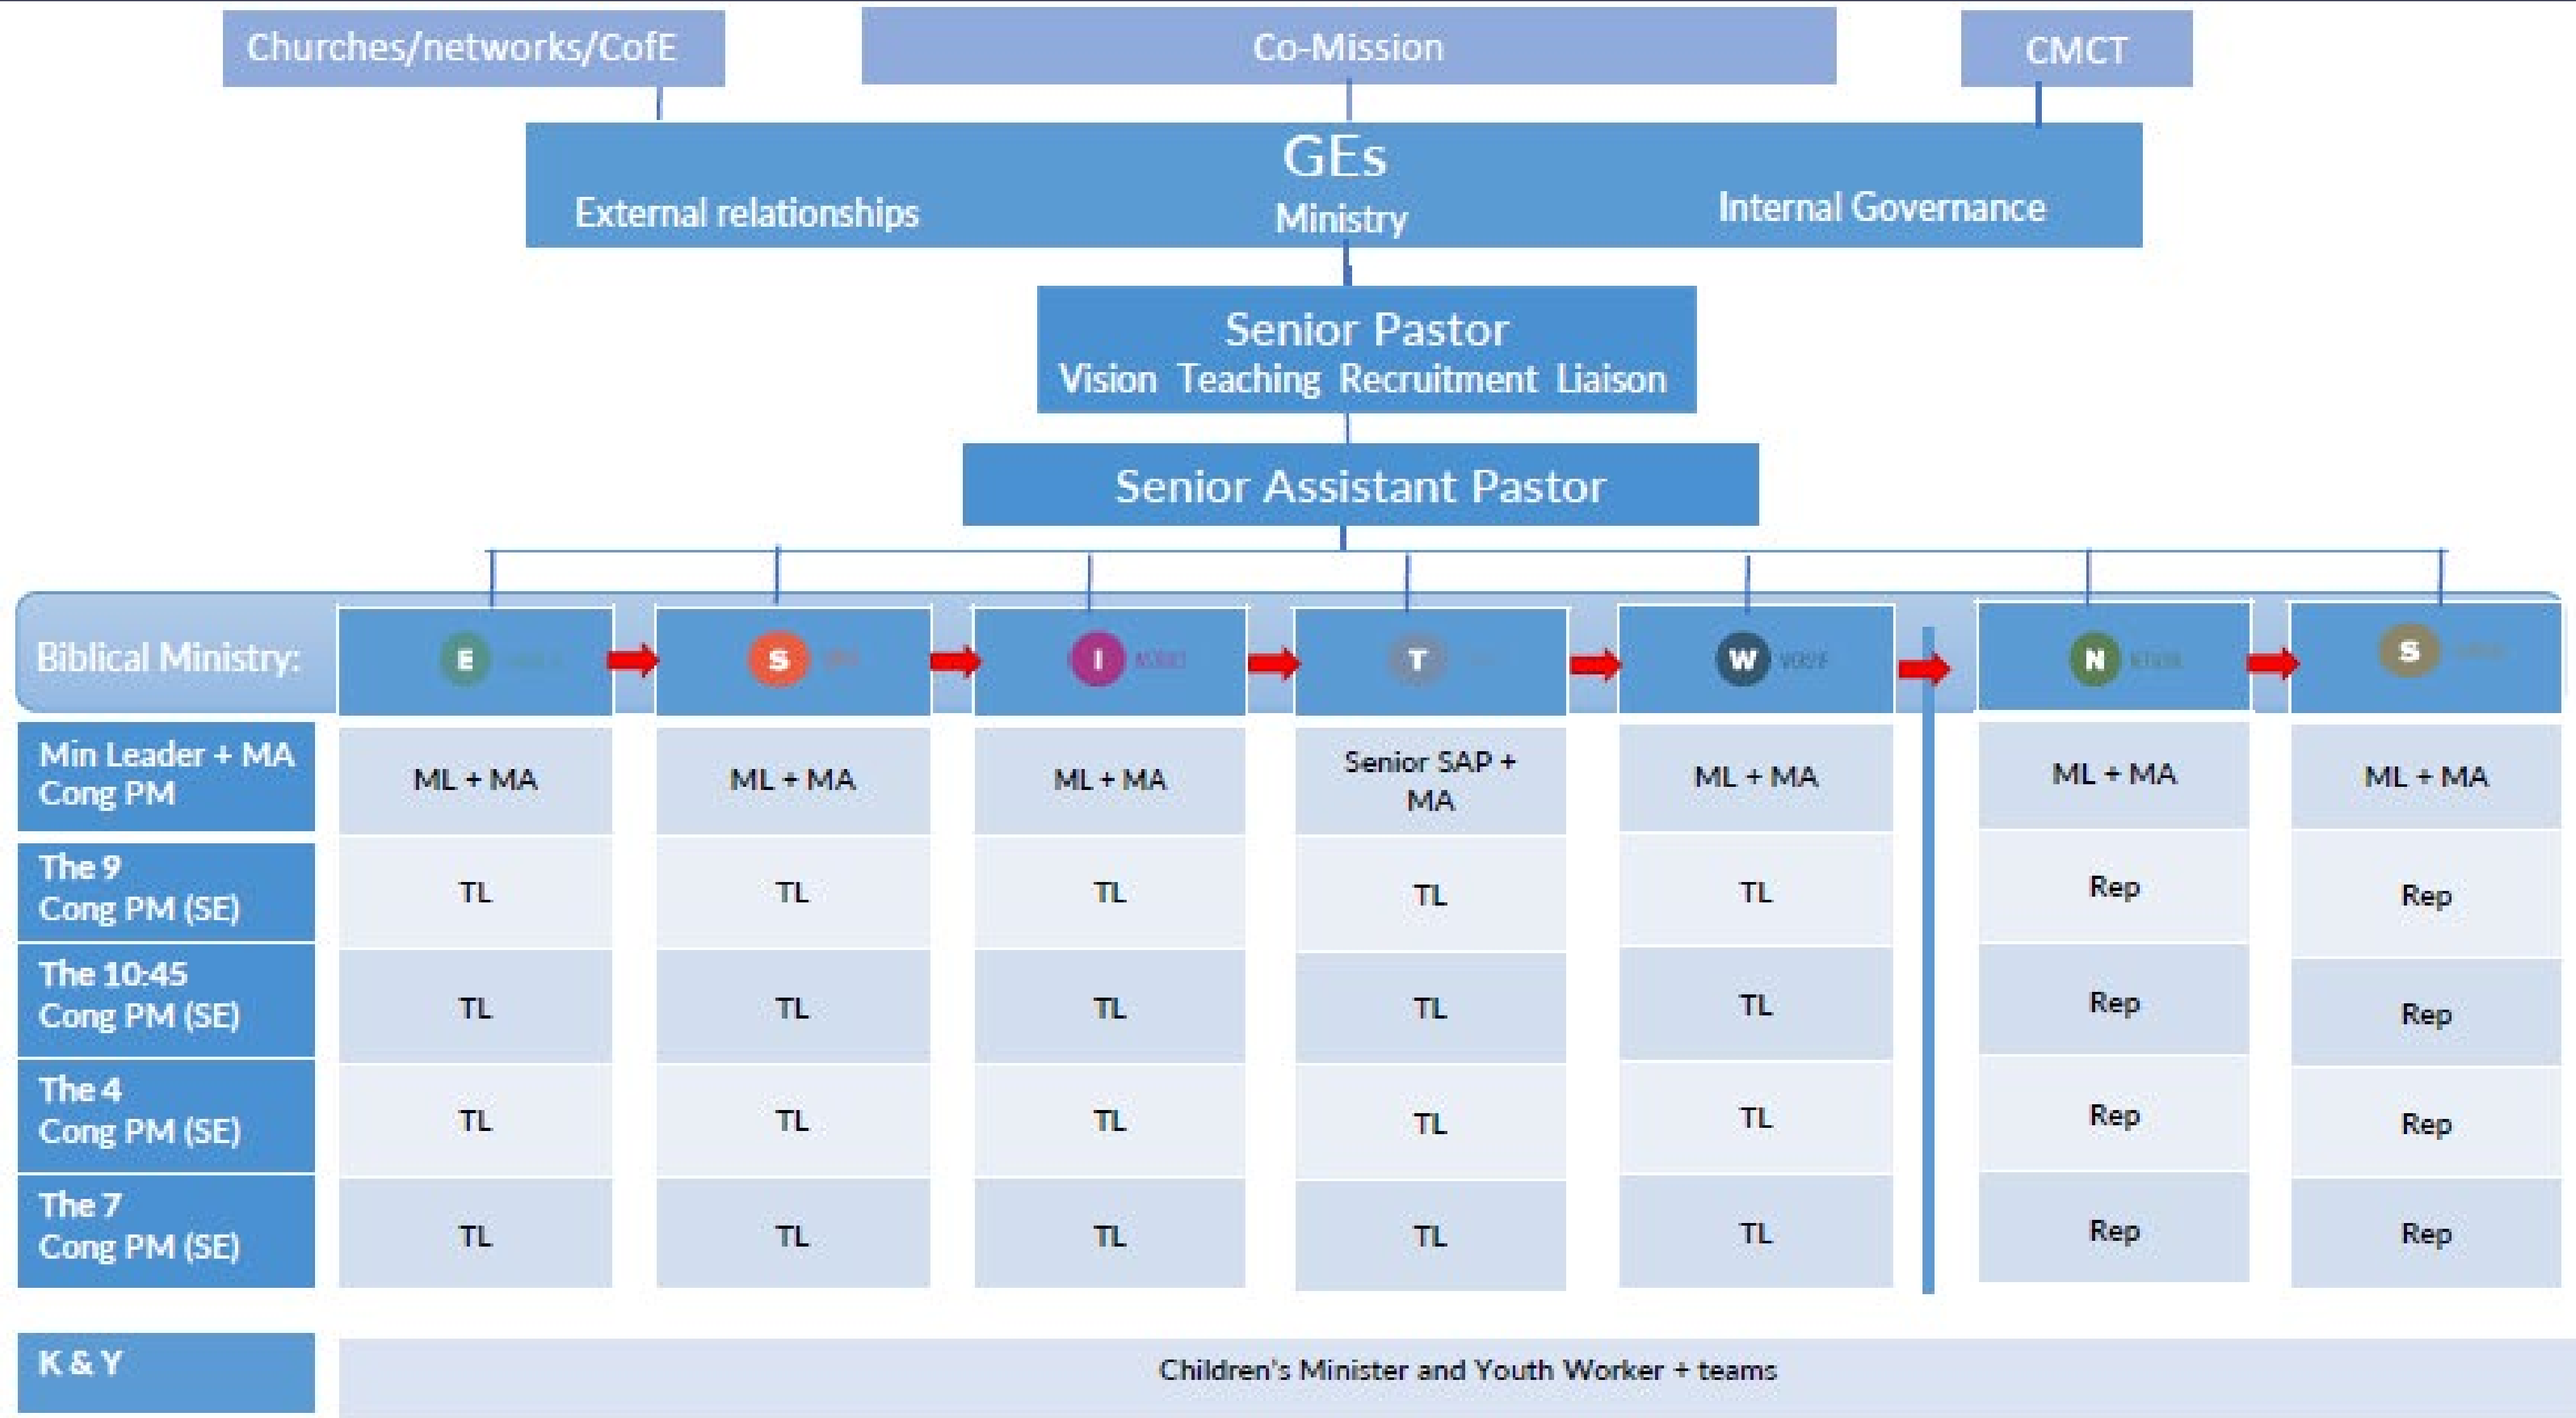 Churches/networks/CofE
Co-Mission
CMCT
GEs
External relationships
Ministry
Internal Governance
Senior Pastor
Vision Teaching Recruitment Liaison
Senior Assistant Pastor
Biblical Ministry:
E
S
I
T
W
N
S
Min Leader + MA
Cong PM
ML + MA
ML + MA
ML + MA
Senior SAP +
MA
ML + MA
ML + MA
ML + MA
The 9
Cong PM (SE)
TL
TL
TL
TL
TL
Rep
Rep
The 10:45
Cong PM (SE)
TL
TL
TL
TL
TL
Rep
Rep
The 4
Cong PM (SE)
TL
TL
TL
TL
TL
Rep
Rep
The 7
Cong PM (SE)
TL
TL
TL
TL
TL
Rep
Rep
K & Y
Children's Minister and Youth Worker + teams